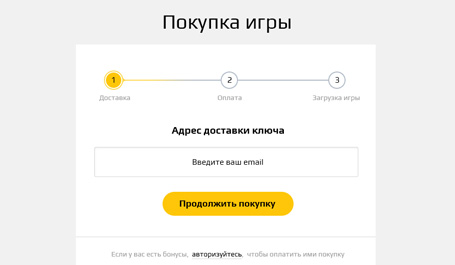 Покупка игры
1 2 3
Доставка Оплата Загрузка игры
Адрес доставки ключа
Введите ваш email
Продолжить покупку
Если у вас есть бонусы, авторизуйтесь, чтобы оплатить ими покупку